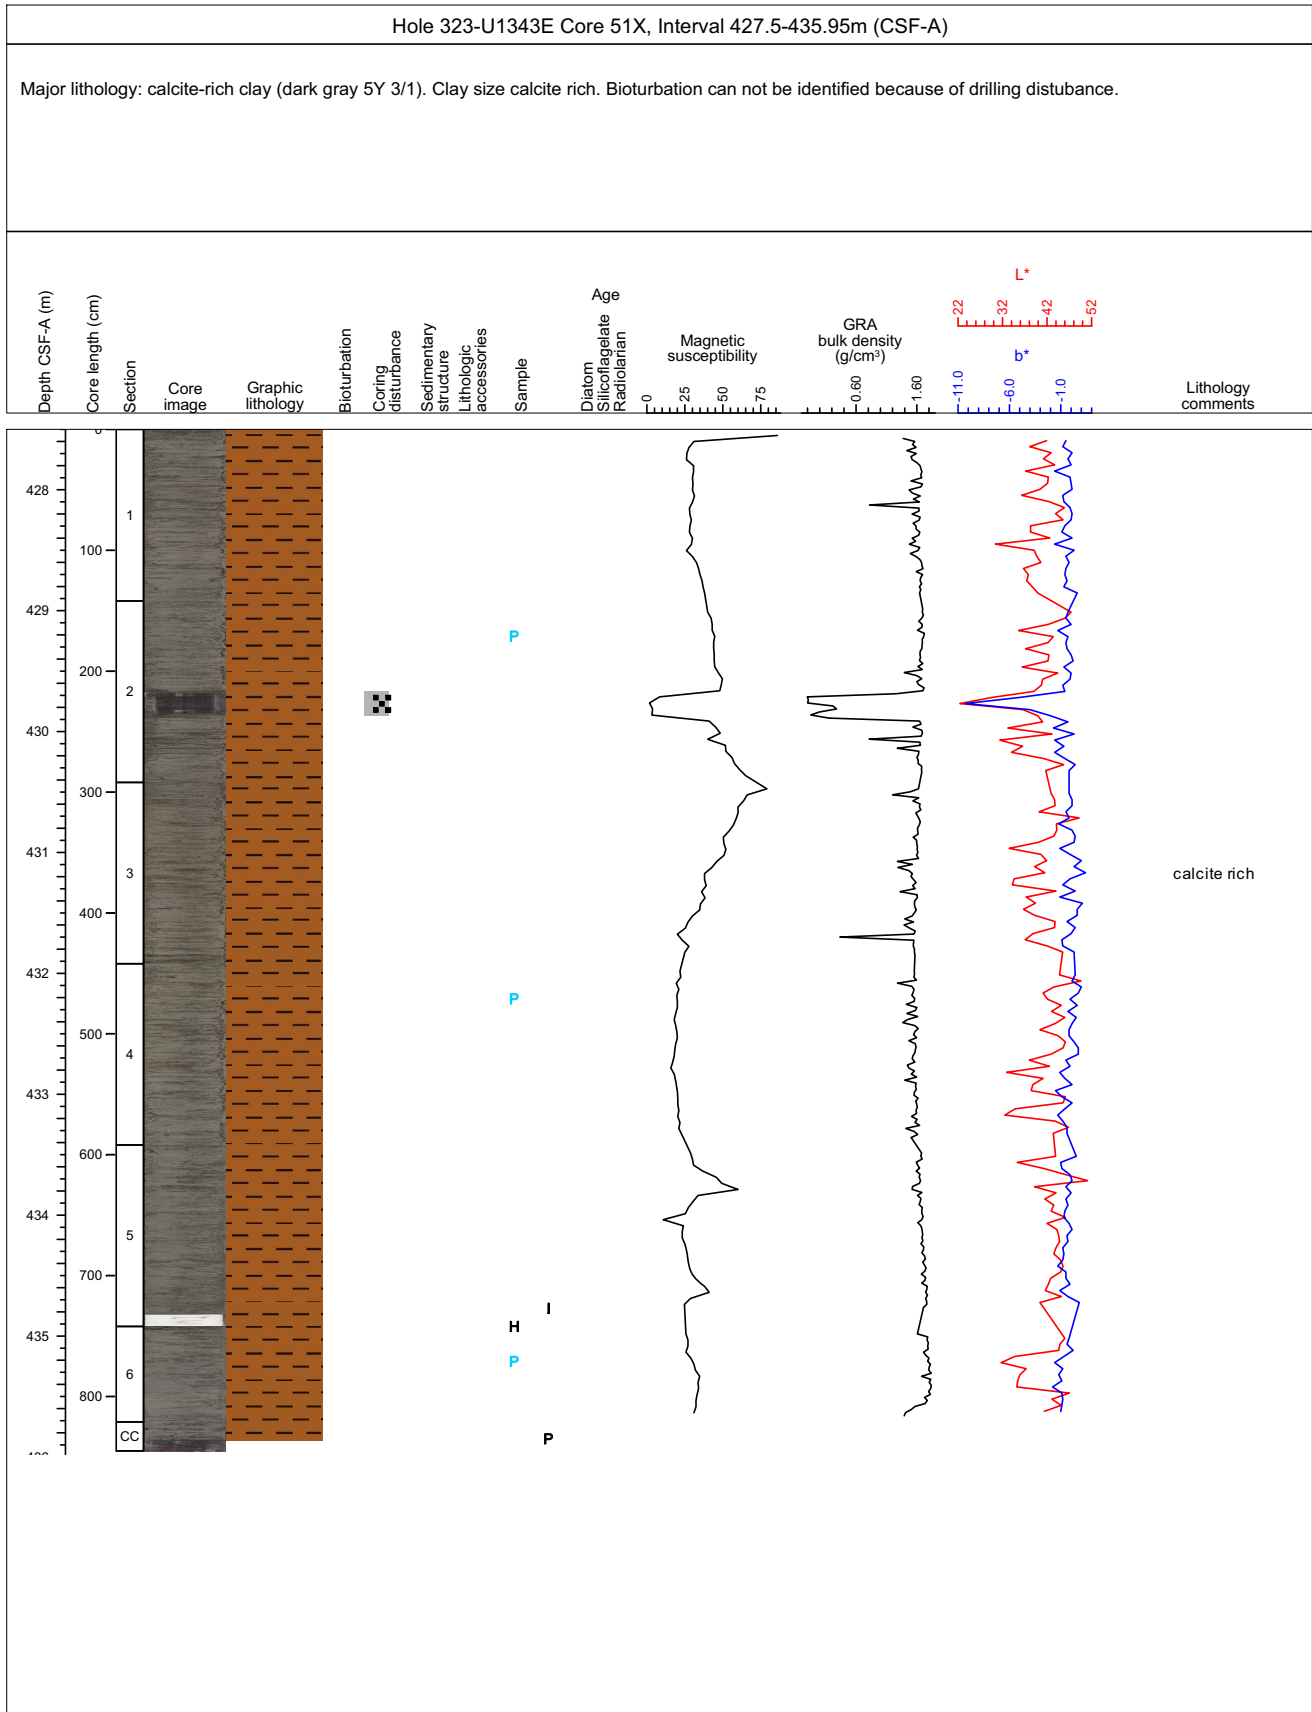 Hole 323-U1343E Core 51X, Interval 427.5-435.95m (CSF-A)
Major lithology: calcite-rich clay (dark gray 5Y 3/1). Clay size calcite rich. Bioturbation can not be identified because of drilling distubance.
Depth CSF-A (m)
Core length (cm)
Section
Core
image
Graphic
lithology
Bioturbation
Coring
disturbance
Sedimentary
structure
Lithologic
accessories
Sample
Age
Diatom
Silicoflagelate
Radiolarian
Magnetic
susceptibility
0 25 50 75
GRA
bulk density
(g/cm³)
0.60 1.60
L*
22 32 42 52
b*
-11.0 -6.0 -1.0
Lithology
comments
428
1
100
429
P
200
2
430
300
431
3
calcite rich
400
432
P
500
4
433
600
434
5
700
I
H
435
P
6
800
CC
P